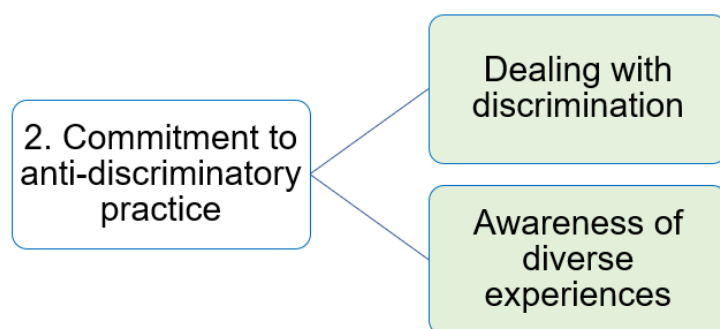 2. Commitment to
anti-discriminatory
practice
Dealing with
discrimination
Awareness of
diverse
experiences